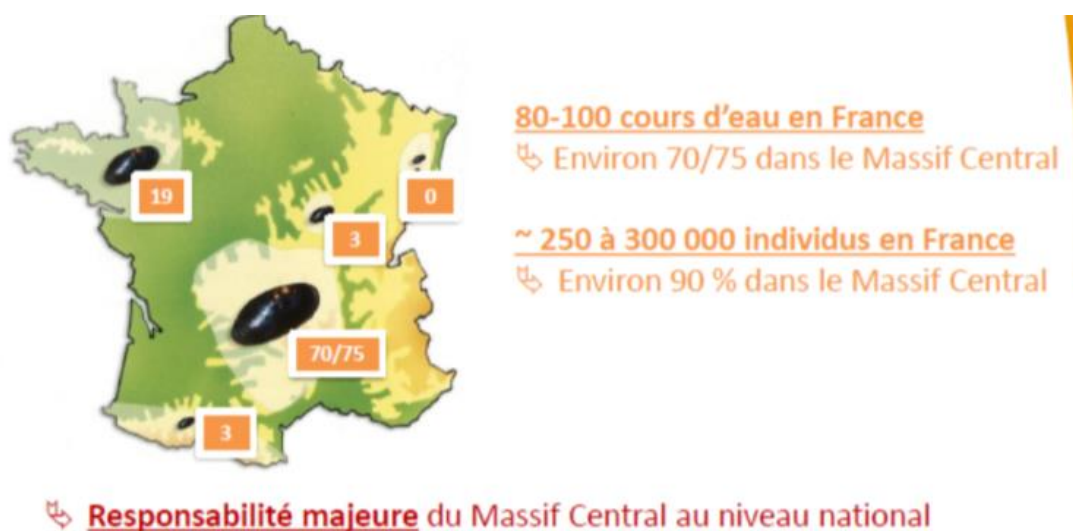 80-100 cours d'eau en France
Environ 70/75 dans le Massif Central
~ 250 à 300 000 individus en France
Environ 90 % dans le Massif Central
19
0
3
70/75
3
Responsabilité majeure du Massif Central au niveau national